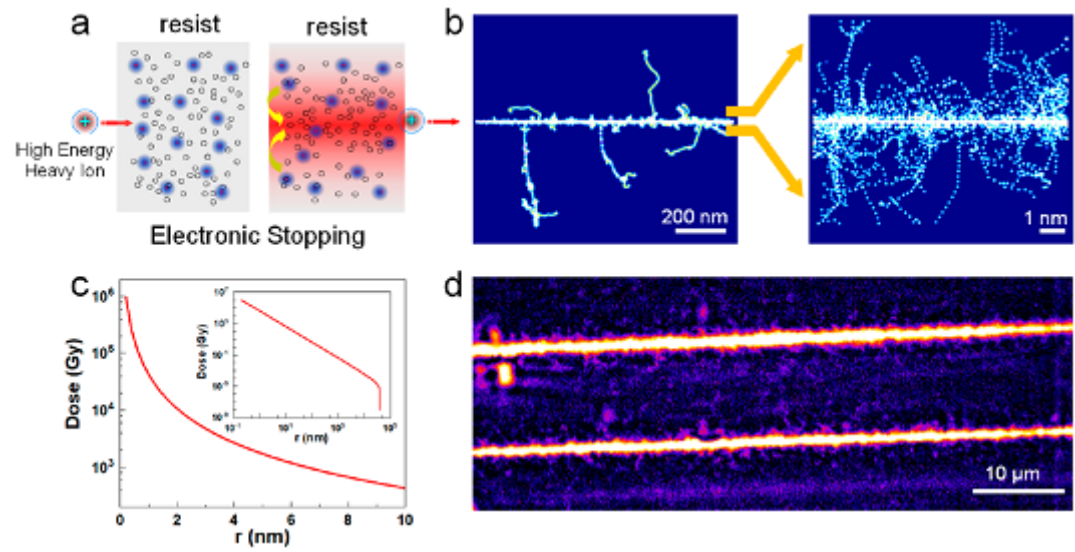 a
resist
resist
High Energy
Heavy Ion
Electronic Stopping
b
200 nm
1 nm
c
Dose (Gy)
10⁶
10⁵
10⁴
10³
0
2
4
6
8
10
r (nm)
Dose (Gy)
r (nm)
d
10 μm